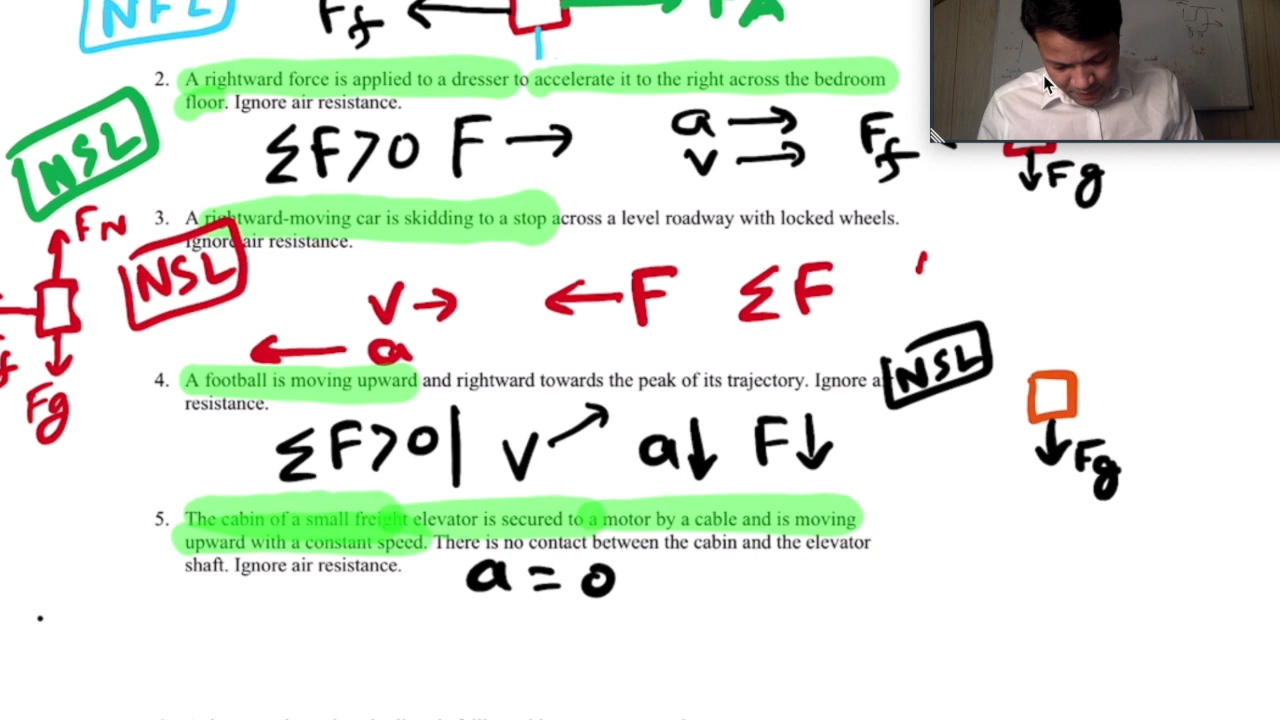 NFL
Ff ← → FA
2. A rightward force is applied to a dresser to accelerate it to the right across the bedroom
floor. Ignore air resistance.
NSL
ΣF>0 F→ a→ Ff
v→
↓Fg
3. A rightward-moving car is skidding to a stop across a level roadway with locked wheels.
Ignore air resistance.
FN
NSL
v→ ←F ΣF
←a
Fg
4. A football is moving upward and rightward towards the peak of its trajectory. Ignore
resistance.
NSL
ΣF>0| v↗ a↓ F↓
↓Fg
5. The cabin of a small freight elevator is secured to a motor by a cable and is moving
upward with a constant speed. There is no contact between the cabin and the elevator
shaft. Ignore air resistance.
a = 0